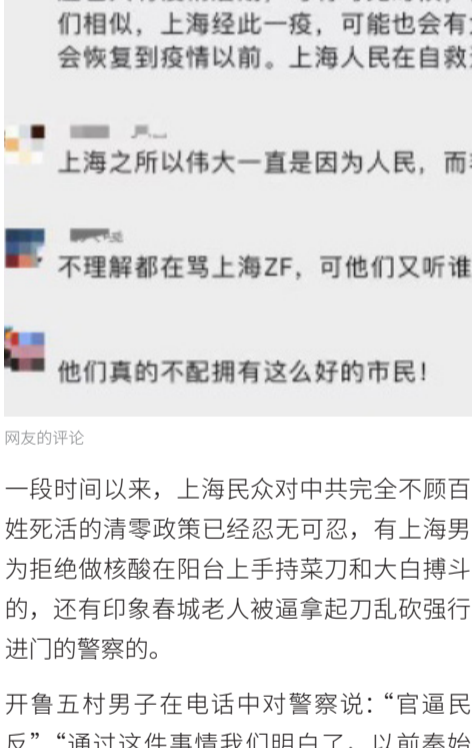 们相似，上海经此一疫，可能也会有
会恢复到疫情以前。上海人民在自救
上海之所以伟大一直是因为人民，而
不理解都在骂上海ZF，可他们又听谁
他们真的不配拥有这么好的市民！
网友的评论
一段时间以来，上海民众对中共完全不顾百
姓死活的清零政策已经忍无可忍，有上海男
为拒绝做核酸在阳台上手持菜刀和大白搏斗
的，还有印象春城老人被逼拿起刀乱砍强行
进门的警察的。
开鲁五村男子在电话中对警察说：“官逼民
反”“通过这件事情我们明白了，以前秦始